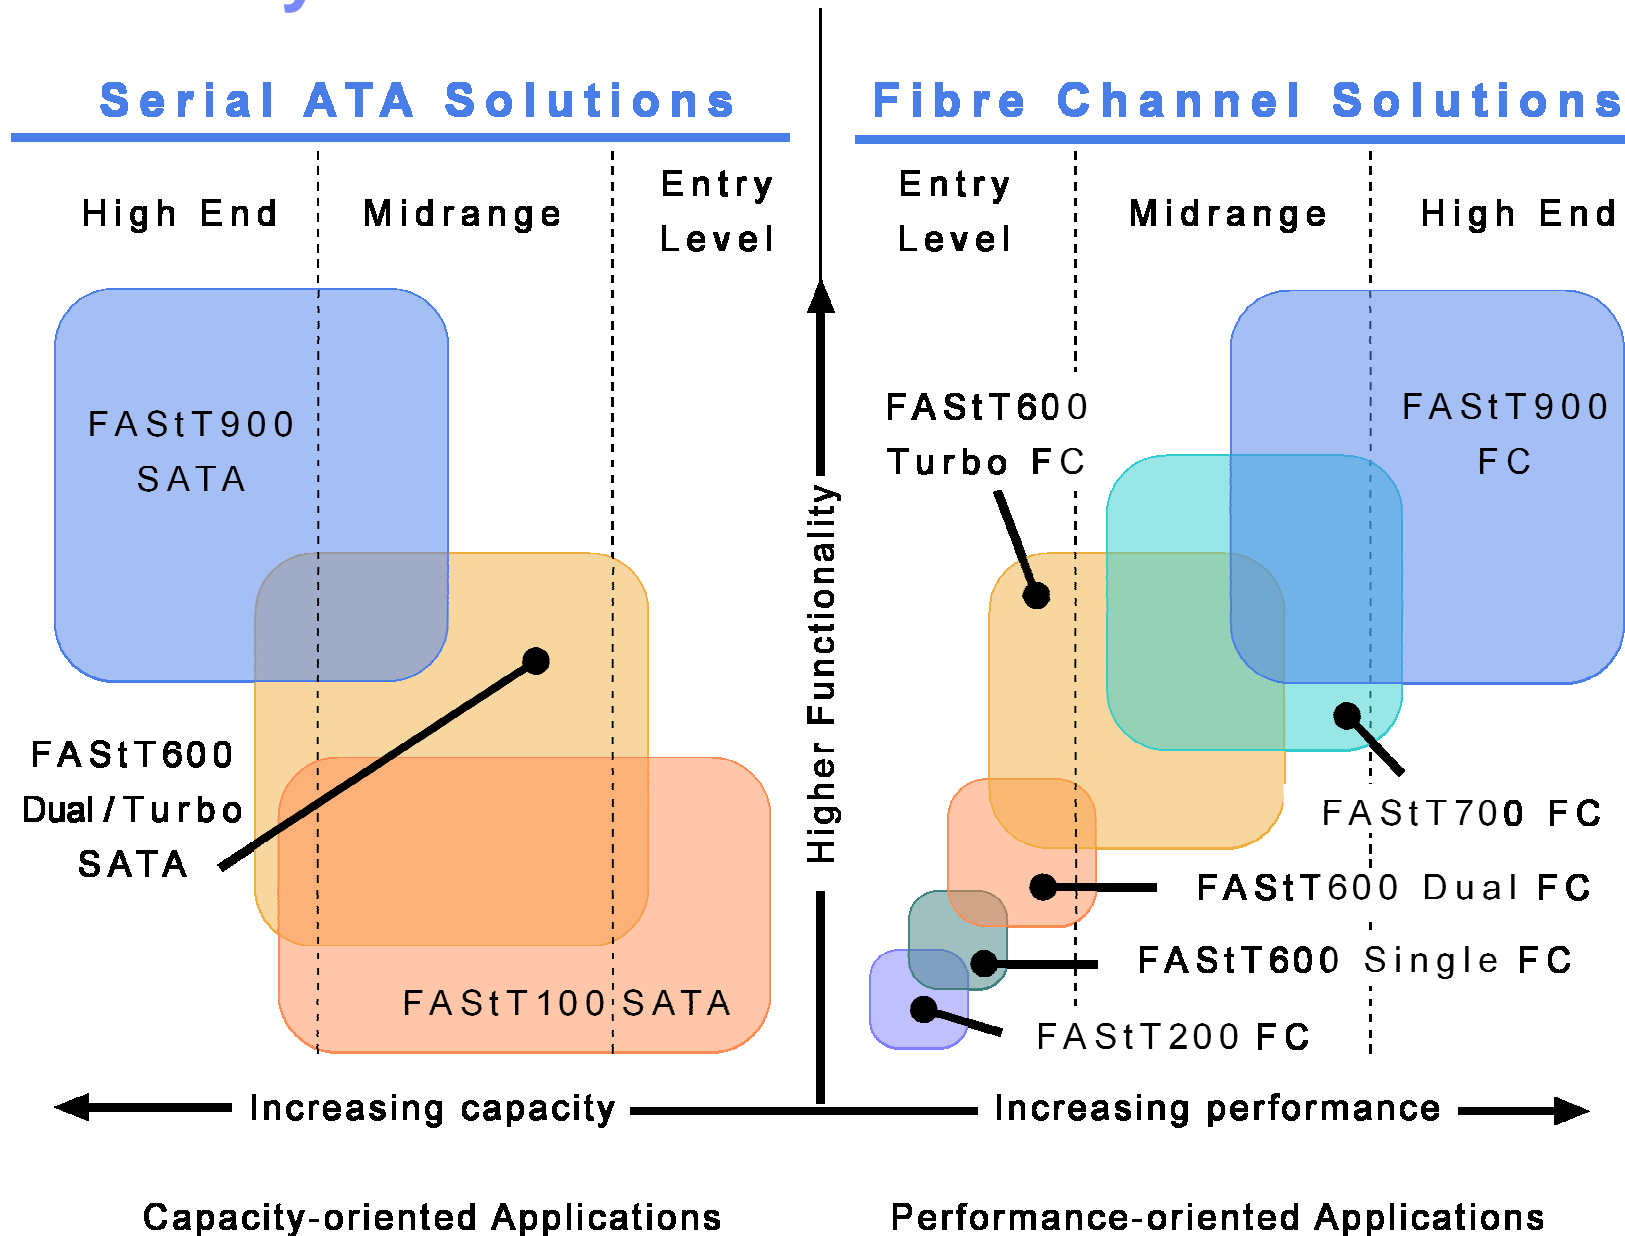 Serial ATA Solutions
Fibre Channel Solutions
High End
Midrange
Entry
Level
Entry
Level
Midrange
High End
FAStT900
SATA
FAStT600
Dual/Turbo
SATA
FAStT100 SATA
Higher Functionality
FAStT600
Turbo FC
FAStT900
FC
FAStT700 FC
FAStT600 Dual FC
FAStT600 Single FC
FAStT200 FC
Increasing capacity
Increasing performance
Capacity-oriented Applications
Performance-oriented Applications